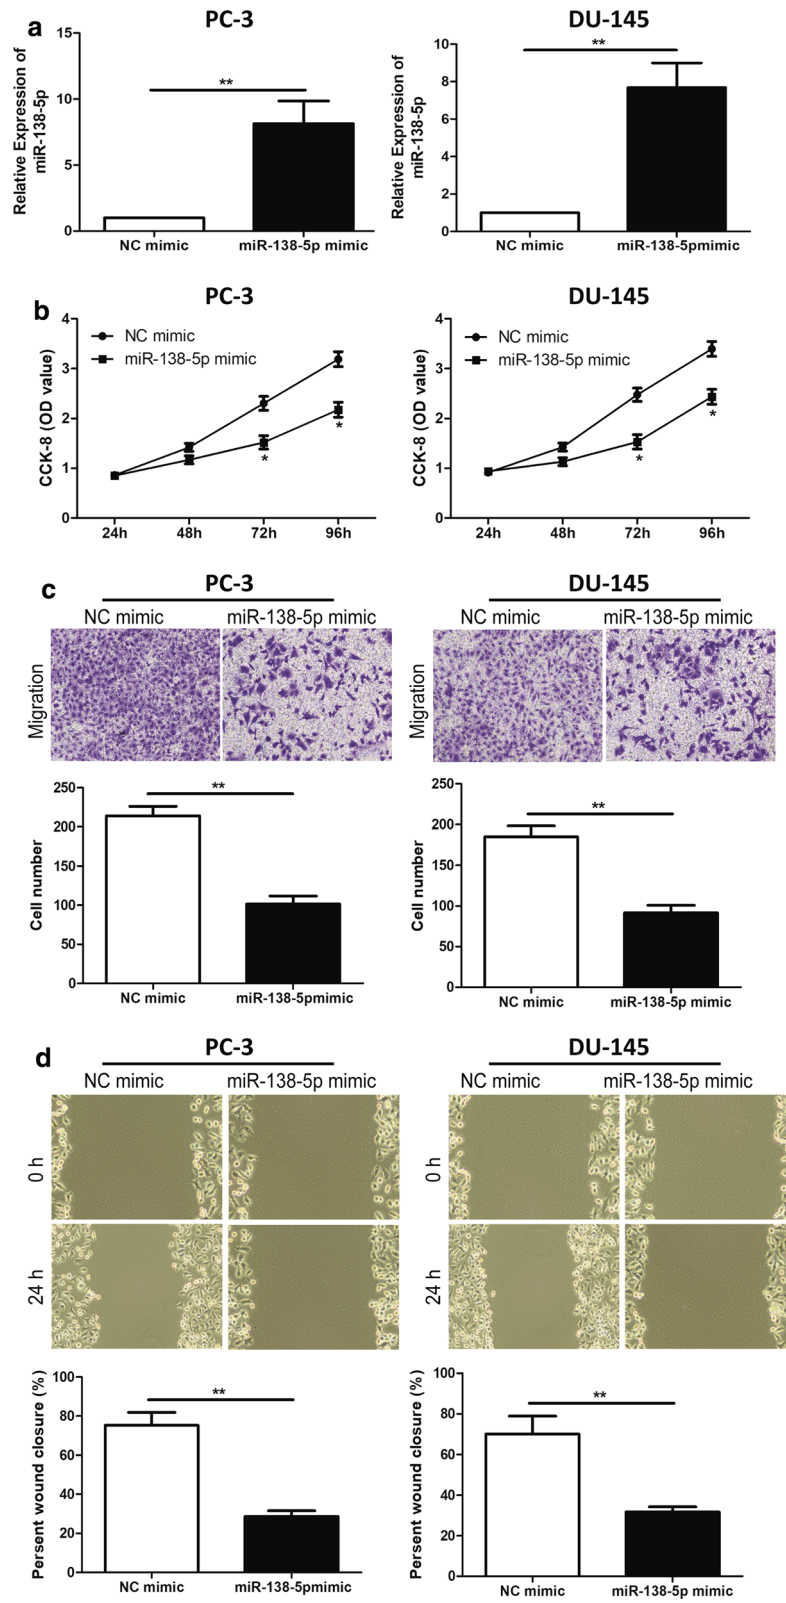 a
PC-3
DU-145
Relative Expression of
miR-138-5p
15
10
5
0
**
NC mimic
miR-138-5p mimic
Relative Expression of
miR-138-5p
10
8
6
4
2
0
**
NC mimic
miR-138-5pmimic
b
PC-3
DU-145
CCK-8 (OD value)
4
3
2
1
0
NC mimic
miR-138-5p mimic
*
*
24h
48h
72h
96h
CCK-8 (OD value)
4
3
2
1
0
NC mimic
miR-138-5p mimic
*
*
24h
48h
72h
96h
c
PC-3
DU-145
NC mimic
miR-138-5p mimic
NC mimic
miR-138-5p mimic
Migration
Migration
Cell number
250
200
150
100
50
0
**
NC mimic
miR-138-5pmimic
Cell number
250
200
150
100
50
0
**
NC mimic
miR-138-5p mimic
d
PC-3
DU-145
NC mimic
miR-138-5p mimic
NC mimic
miR-138-5p mimic
0 h
0 h
24 h
24 h
Persent wound closure (%)
100
80
60
40
20
0
**
NC mimic
miR-138-5pmimic
Persent wound closure (%)
100
80
60
40
20
0
**
NC mimic
miR-138-5p mimic